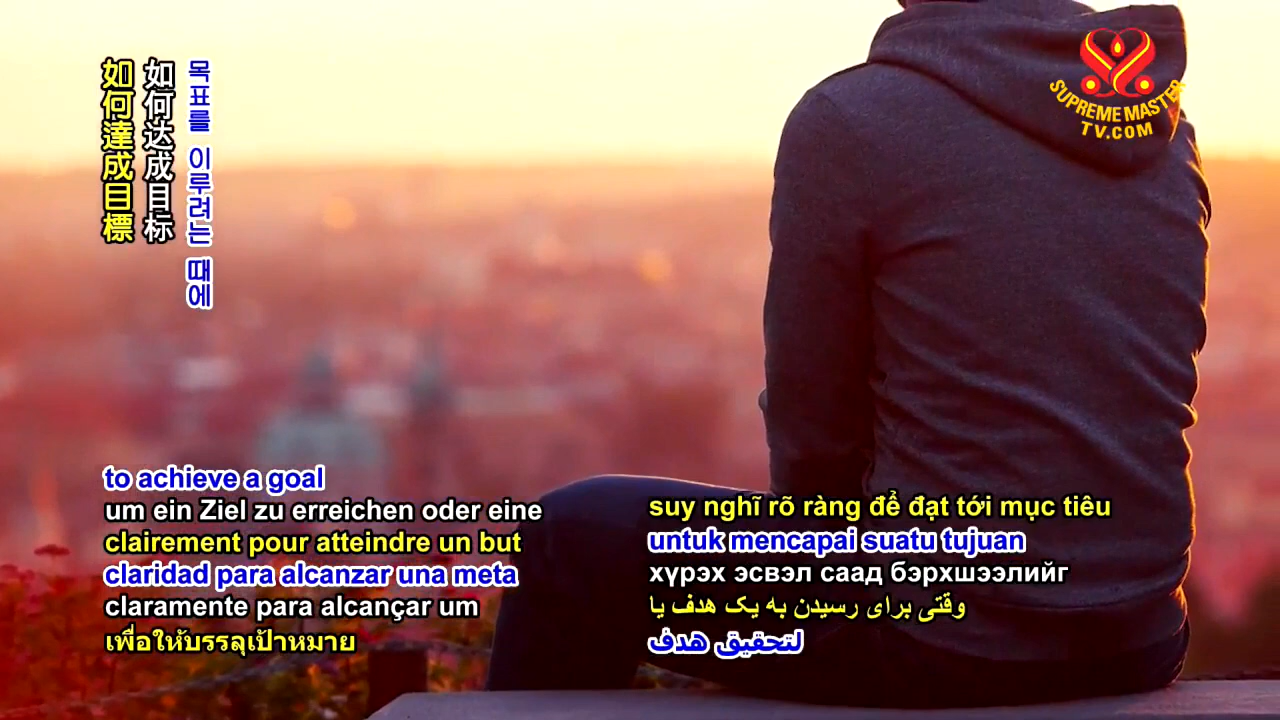 如何達成目標
如何达成目标
목표를 이루려는 때에
SUPREME MASTER
TV.COM
to achieve a goal
um ein Ziel zu erreichen oder eine
clairement pour atteindre un but
claridad para alcanzar una meta
claramente para alcançar um
เพื่อให้บรรลุเป้าหมาย
suy nghĩ rõ ràng để đạt tới mục tiêu
untuk mencapai suatu tujuan
хүрэх эсвэл саад бэрхшээлийг
وقتی برای رسیدن به یک هدف یا
لتحقيق هدف